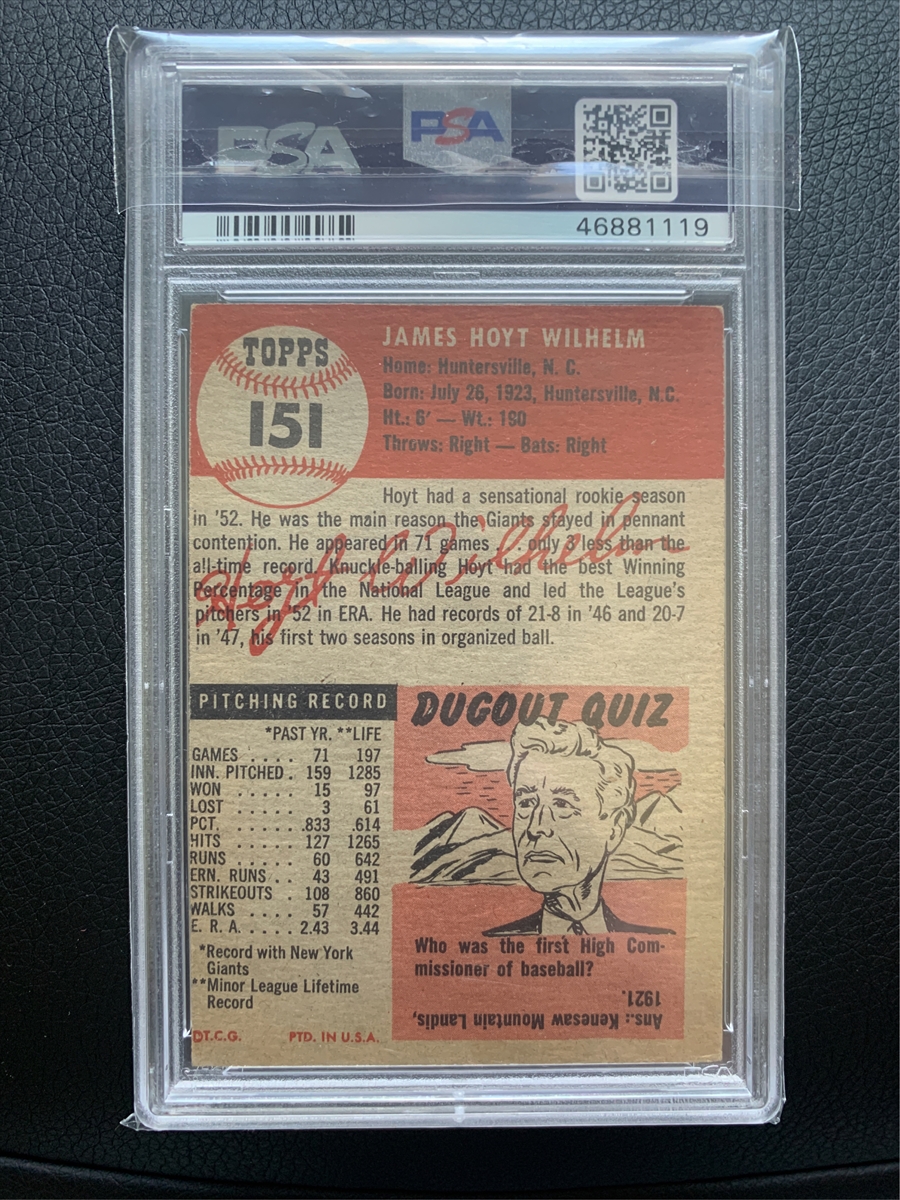 PSA PSA
46881119
TOPPS
151
JAMES HOYT WILHELM
Home: Huntersville, N. C.
Born: July 26, 1923, Huntersville, N.C.
Ht.: 6' — Wt.: 190
Throws: Right — Bats: Right
Hoyt had a sensational rookie season
in '52. He was the main reason the Giants stayed in pennant
contention. He appeared in 71 games . . . only 3 less than the
all-time record. Knuckle-balling Hoyt had the best Winning
Percentage in the National League and led the League's
pitchers in '52 in ERA. He had records of 21-8 in '46 and 20-7
in '47, his first two seasons in organized ball.
Hoyt Wilhelm
PITCHING RECORD
*PAST YR. **LIFE
GAMES . . . . . 71 197
INN. PITCHED . 159 1285
WON . . . . . . 15 97
LOST . . . . . . 3 61
PCT. . . . . . . .833 .614
HITS . . . . . . 127 1265
RUNS . . . . . 60 642
ERN. RUNS . . 43 491
STRIKEOUTS . 108 860
WALKS . . . . 57 442
E. R. A. . . . . 2.43 3.44
*Record with New York
Giants
**Minor League Lifetime
Record
DUGOUT QUIZ
Who was the first High Com-
missioner of baseball?
Ans.: Kenesaw Mountain Landis,
1921.
T.C.G. PTD. IN U.S.A.
PSA